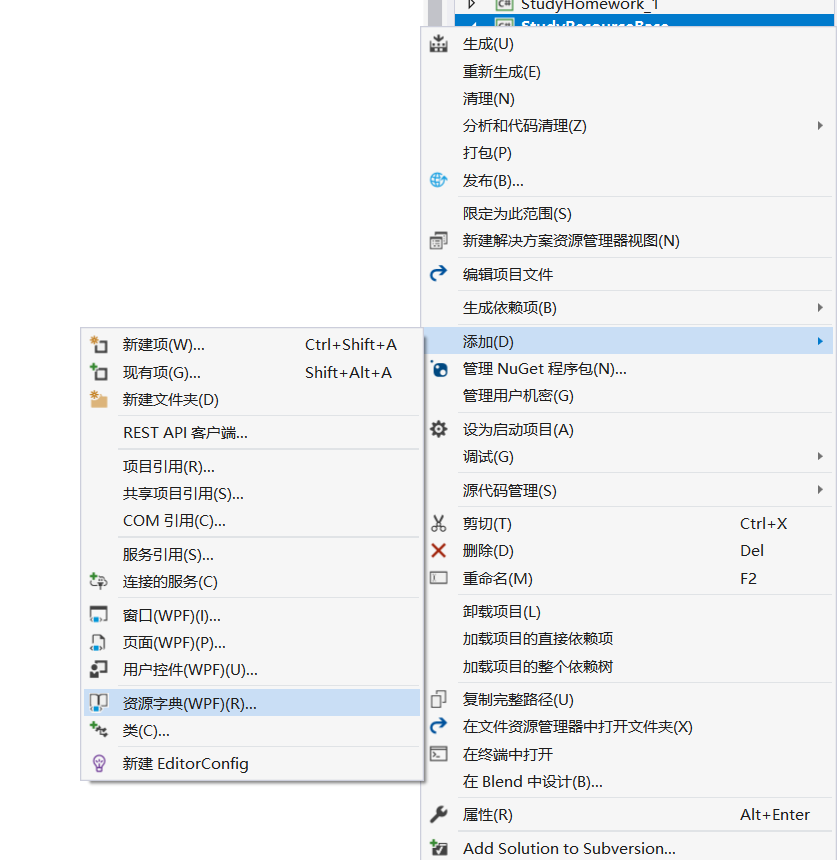 StudyHomework_1
StudyResourceBase
生成(U)
重新生成(E)
清理(N)
分析和代码清理(Z)
打包(P)
发布(B)...
限定为此范围(S)
新建解决方案资源管理器视图(N)
编辑项目文件
生成依赖项(B)
添加(D)
管理 NuGet 程序包(N)...
管理用户机密(G)
设为启动项目(A)
调试(G)
源代码管理(S)
剪切(T) Ctrl+X
删除(D) Del
重命名(M) F2
卸载项目(L)
加载项目的直接依赖项
加载项目的整个依赖树
复制完整路径(U)
在文件资源管理器中打开文件夹(X)
在终端中打开
在 Blend 中设计(B)...
属性(R) Alt+Enter
Add Solution to Subversion...
新建项(W)... Ctrl+Shift+A
现有项(G)... Shift+Alt+A
新建文件夹(D)
REST API 客户端...
项目引用(R)...
共享项目引用(S)...
COM 引用(C)...
服务引用(S)...
连接的服务(C)
窗口(WPF)(I)...
页面(WPF)(P)...
用户控件(WPF)(U)...
资源字典(WPF)(R)...
类(C)...
新建 EditorConfig